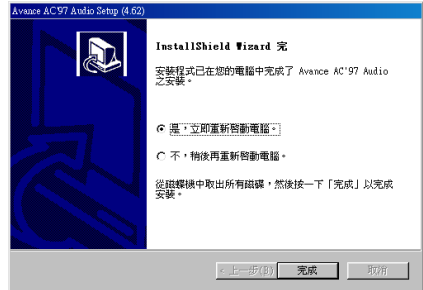 Avance AC'97 Audio Setup (4.62)
InstallShield Wizard 完
安裝程式已在您的電腦中完成了 Avance AC'97 Audio
之安裝。
是，立即重新啟動電腦。
不，稍後再重新啟動電腦。
從磁碟機中取出所有磁碟，然後按一下「完成」以完成
安裝。
< 上一步(B) 完成 取消